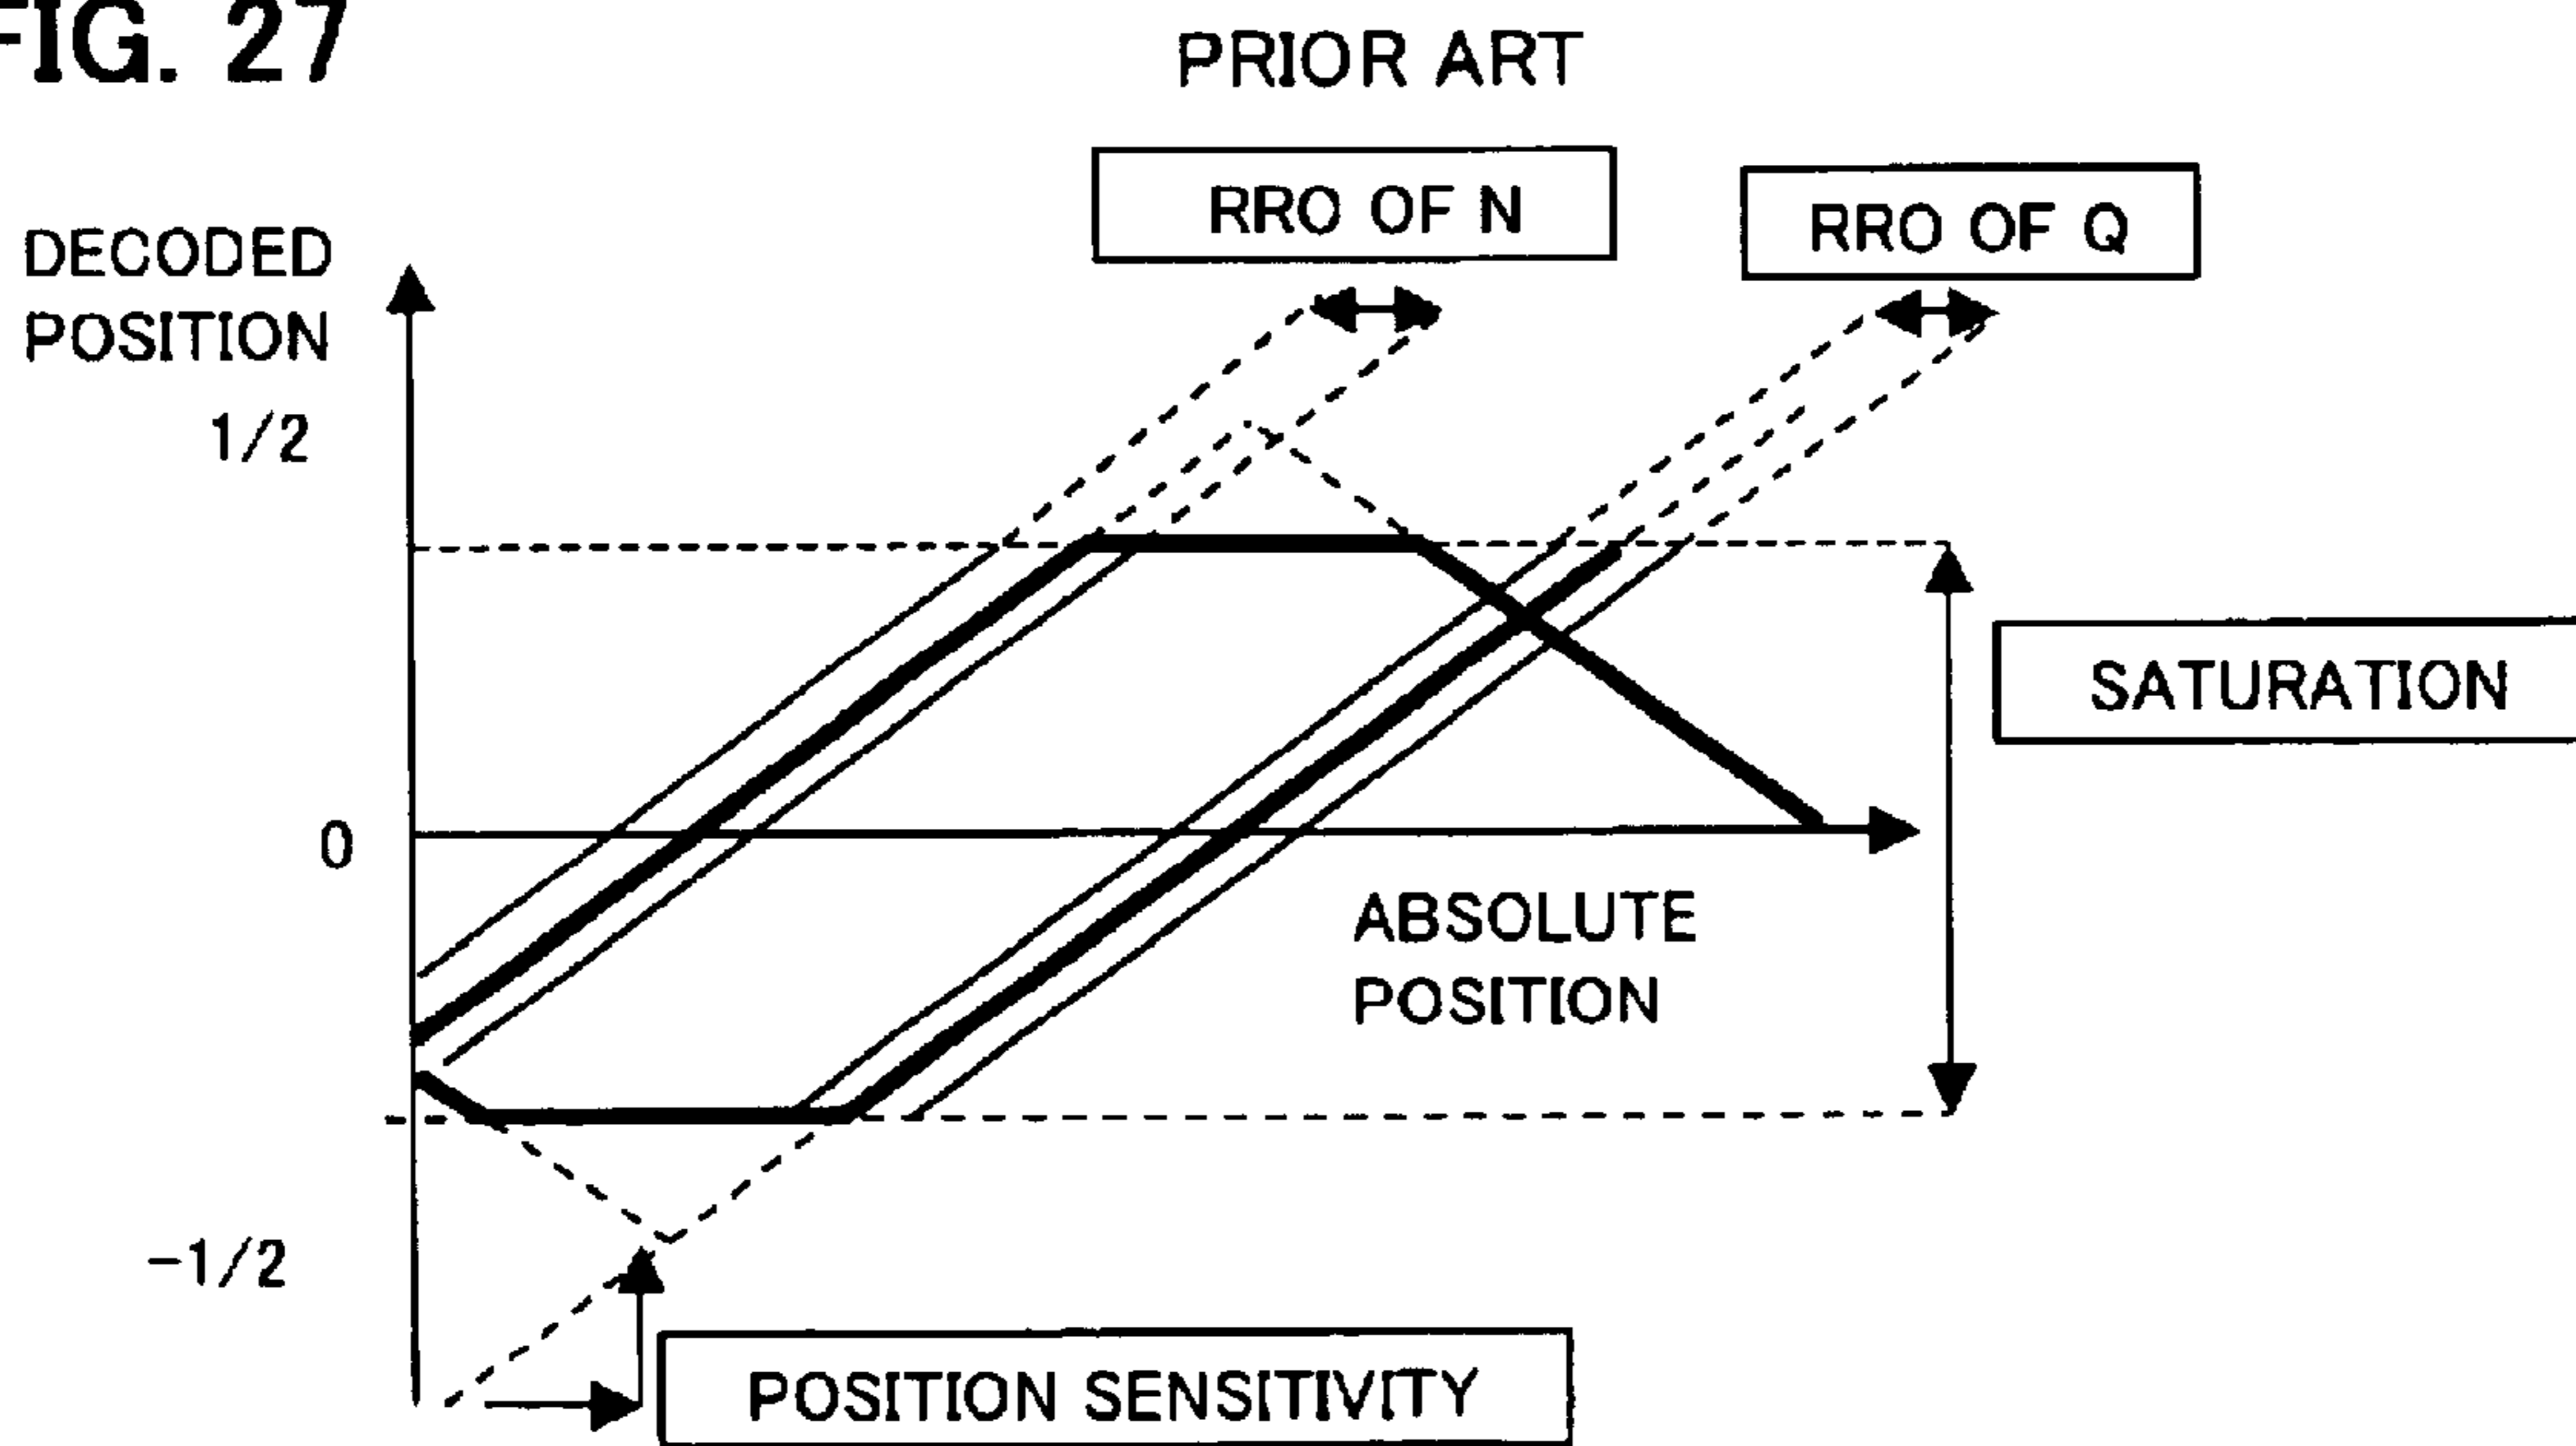 FIG. 27
PRIOR ART
RRO OF N
RRO OF Q
DECODED
POSITION
1/2
SATURATION
0
ABSOLUTE
POSITION
-1/2
POSITION SENSITIVITY